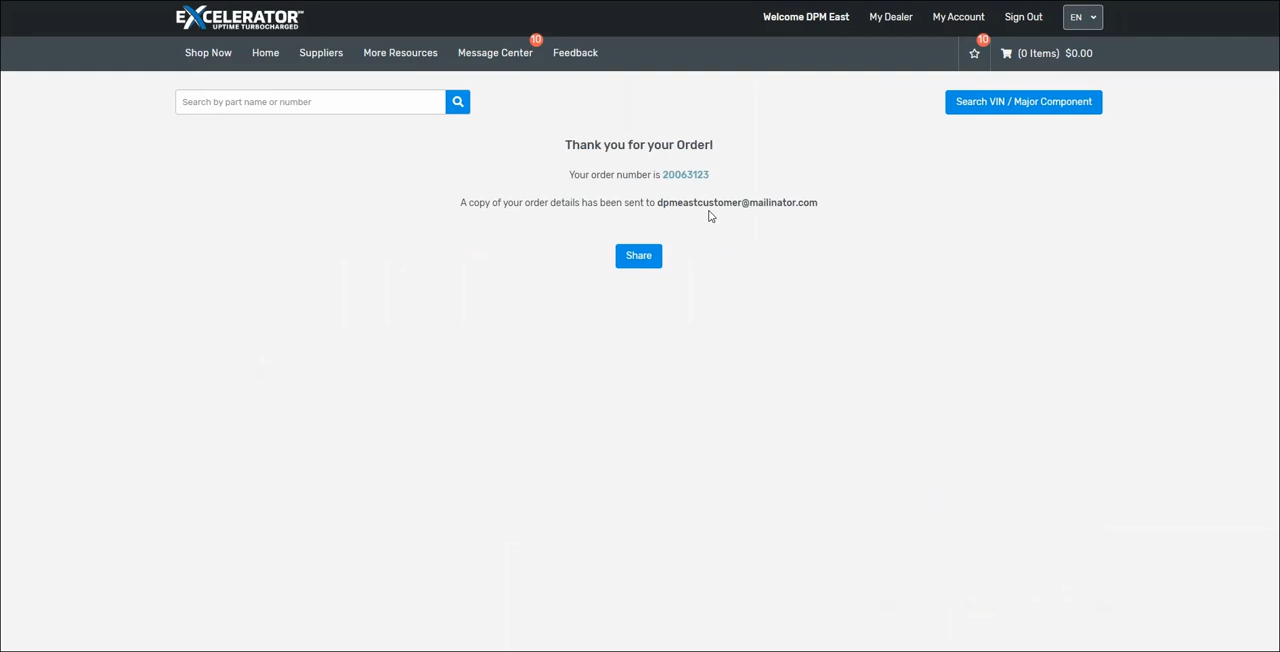 EXCELERATOR℠
UPTIME TURBOCHARGED
Welcome DPM East My Dealer My Account Sign Out EN
Shop Now Home Suppliers More Resources Message Center 10 Feedback 10 (0 Items) $0.00
Search by part name or number Search VIN / Major Component
Thank you for your Order!
Your order number is 20063123
A copy of your order details has been sent to dpmeastcustomer@mailinator.com
Share